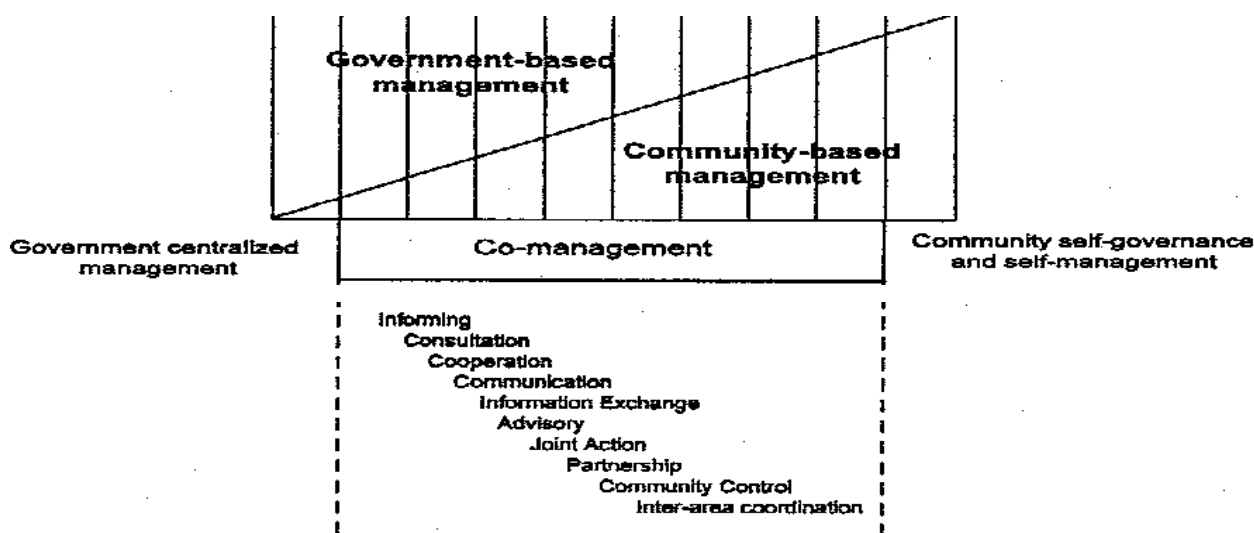 Government-based
management
Community-based
management
Government centralized
management
Co-management
Community self-governance
and self-management
Informing
Consultation
Cooperation
Communication
Information Exchange
Advisory
Joint Action
Partnership
Community Control
Inter-area coordination